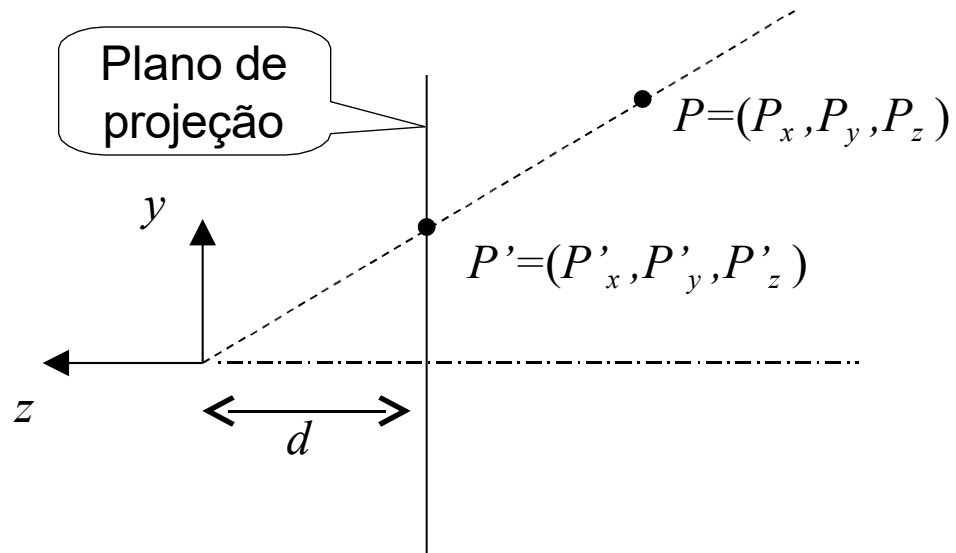 Plano de
projeção
P=(Px,Py,Pz)
y
P’=(P’x,P’y,P’z)
z
d